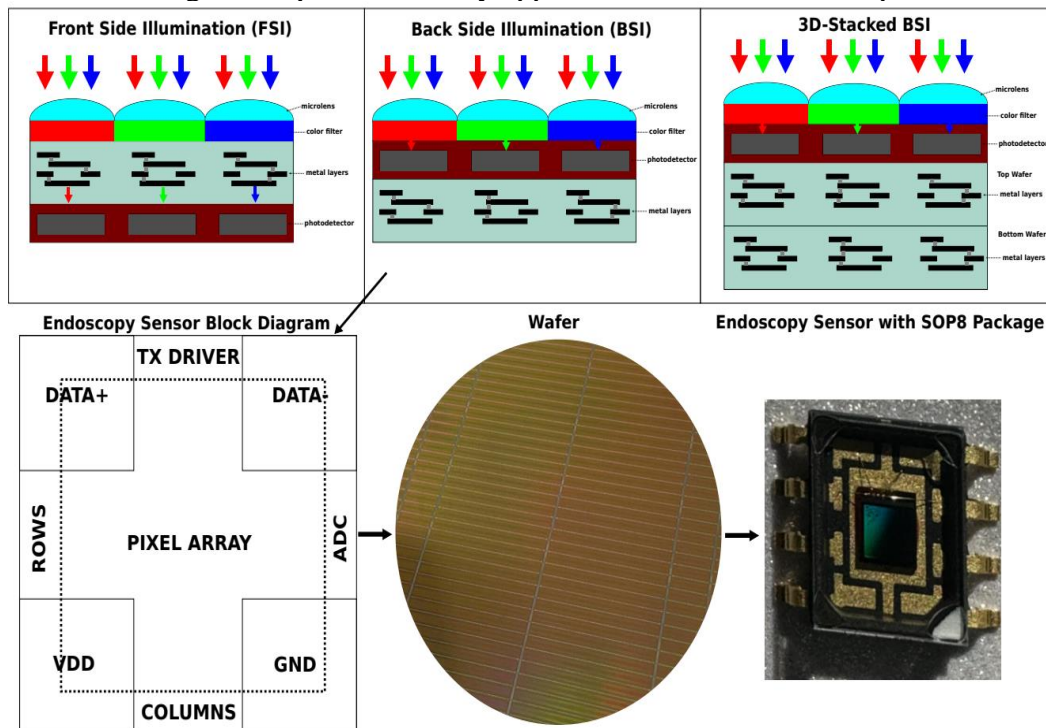 Front Side Illumination (FSI)
microlens
color filter
metal layers
photodetector
Back Side Illumination (BSI)
microlens
color filter
photodetector
metal layers
3D-Stacked BSI
microlens
color filter
photodetector
Top Wafer
metal layers
Bottom Wafer
metal layers
Endoscopy Sensor Block Diagram
TX DRIVER
DATA+
DATA-
ROWS
PIXEL ARRAY
ADC
VDD
GND
COLUMNS
Wafer
Endoscopy Sensor with SOP8 Package